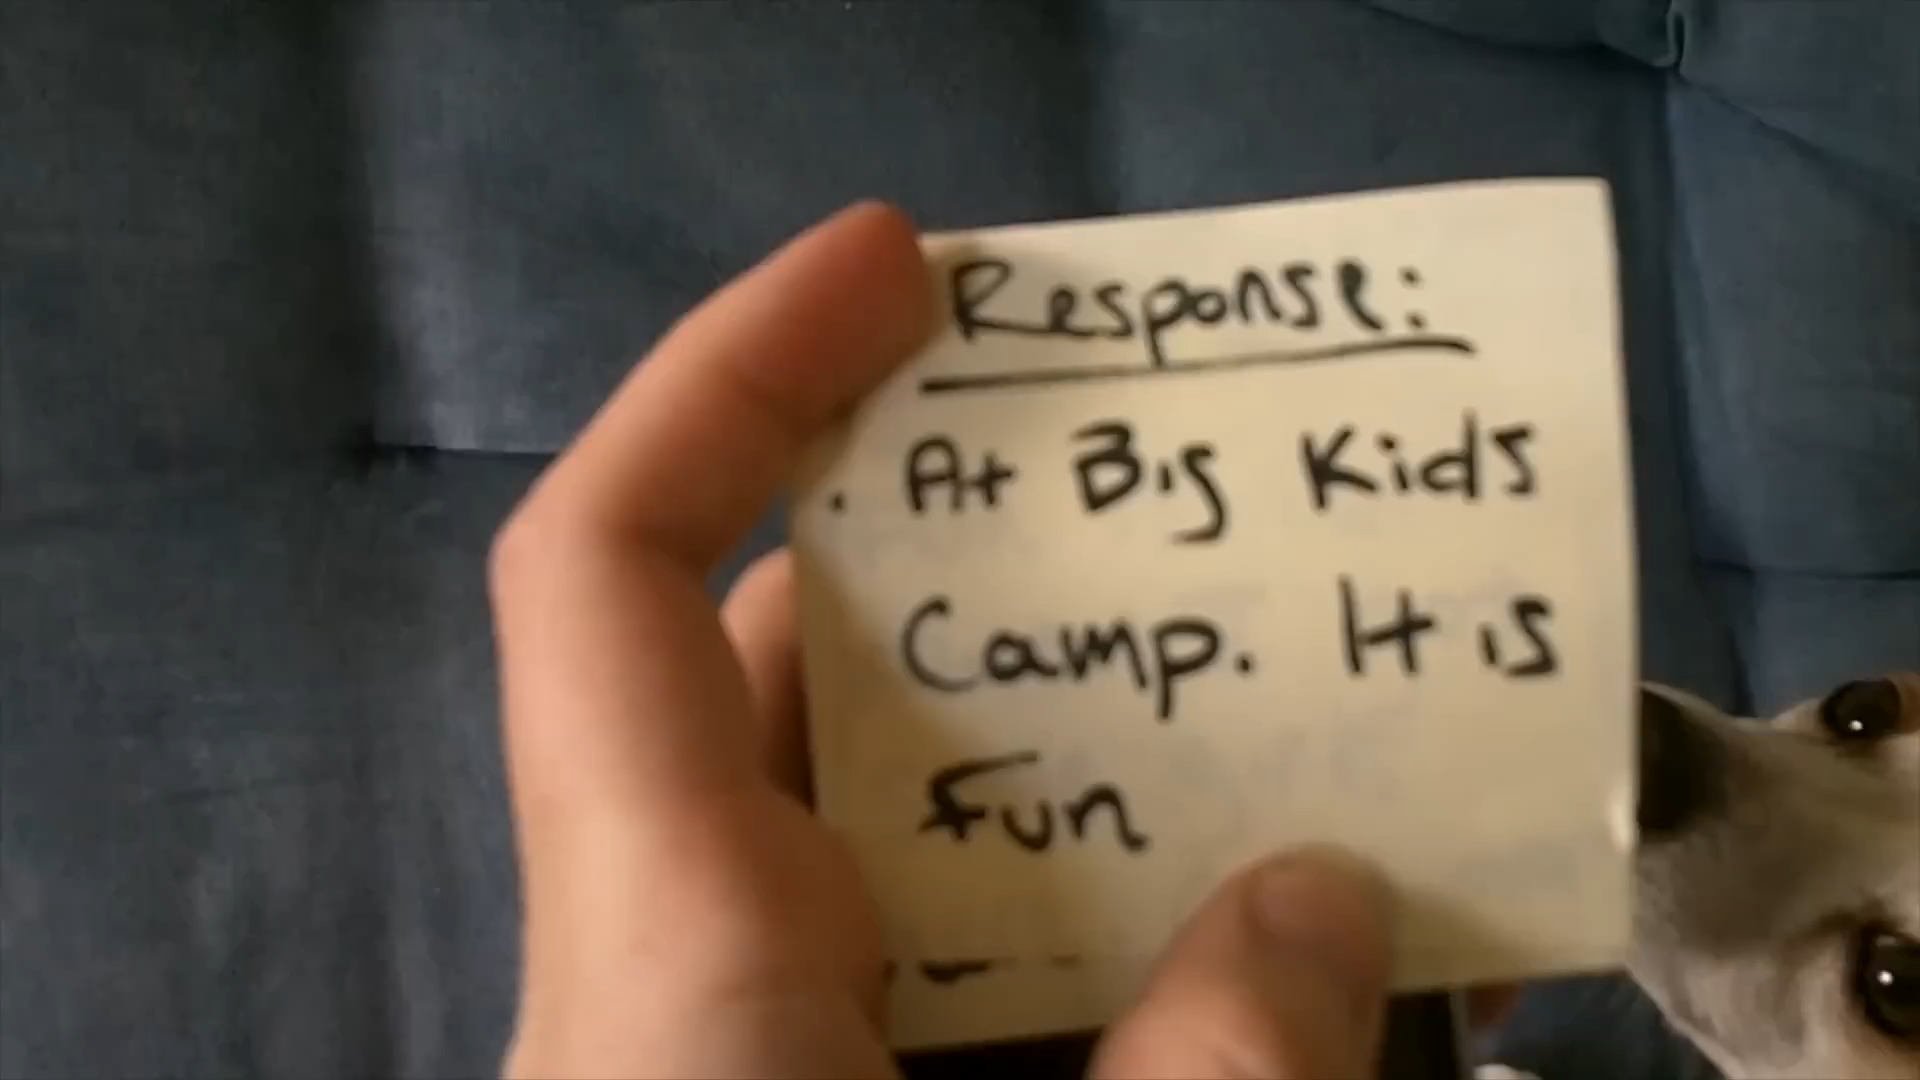 Response:
. At Big Kids
Camp. It is
Fun